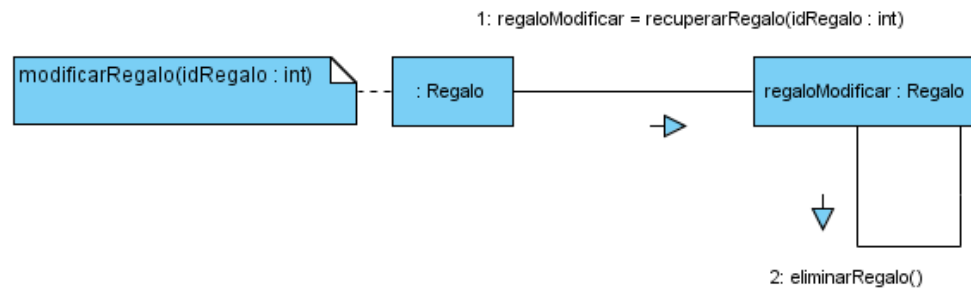 1: regaloModificar = recuperarRegalo(idRegalo : int)
modificarRegalo(idRegalo : int)
: Regalo
regaloModificar : Regalo
2: eliminarRegalo()